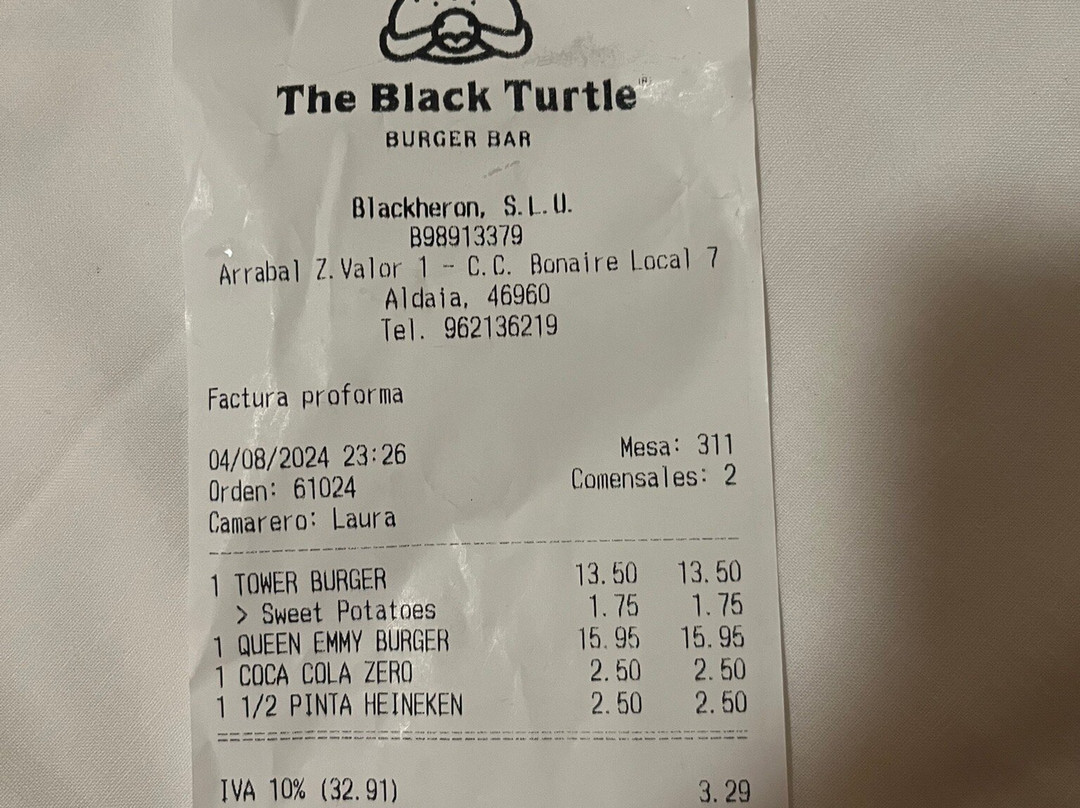 The Black Turtle®
BURGER BAR
Blackheron, S.L.U.
B98913379
Arrabal Z.Valor 1 - C.C. Bonaire Local 7
Aldaia, 46960
Tel. 962136219
Factura proforma
04/08/2024 23:26 Mesa: 311
Orden: 61024 Comensales: 2
Camarero: Laura
1 TOWER BURGER 13.50 13.50
> Sweet Potatoes 1.75 1.75
1 QUEEN EMMY BURGER 15.95 15.95
1 COCA COLA ZERO 2.50 2.50
1 1/2 PINTA HEINEKEN 2.50 2.50
IVA 10% (32.91) 3.29